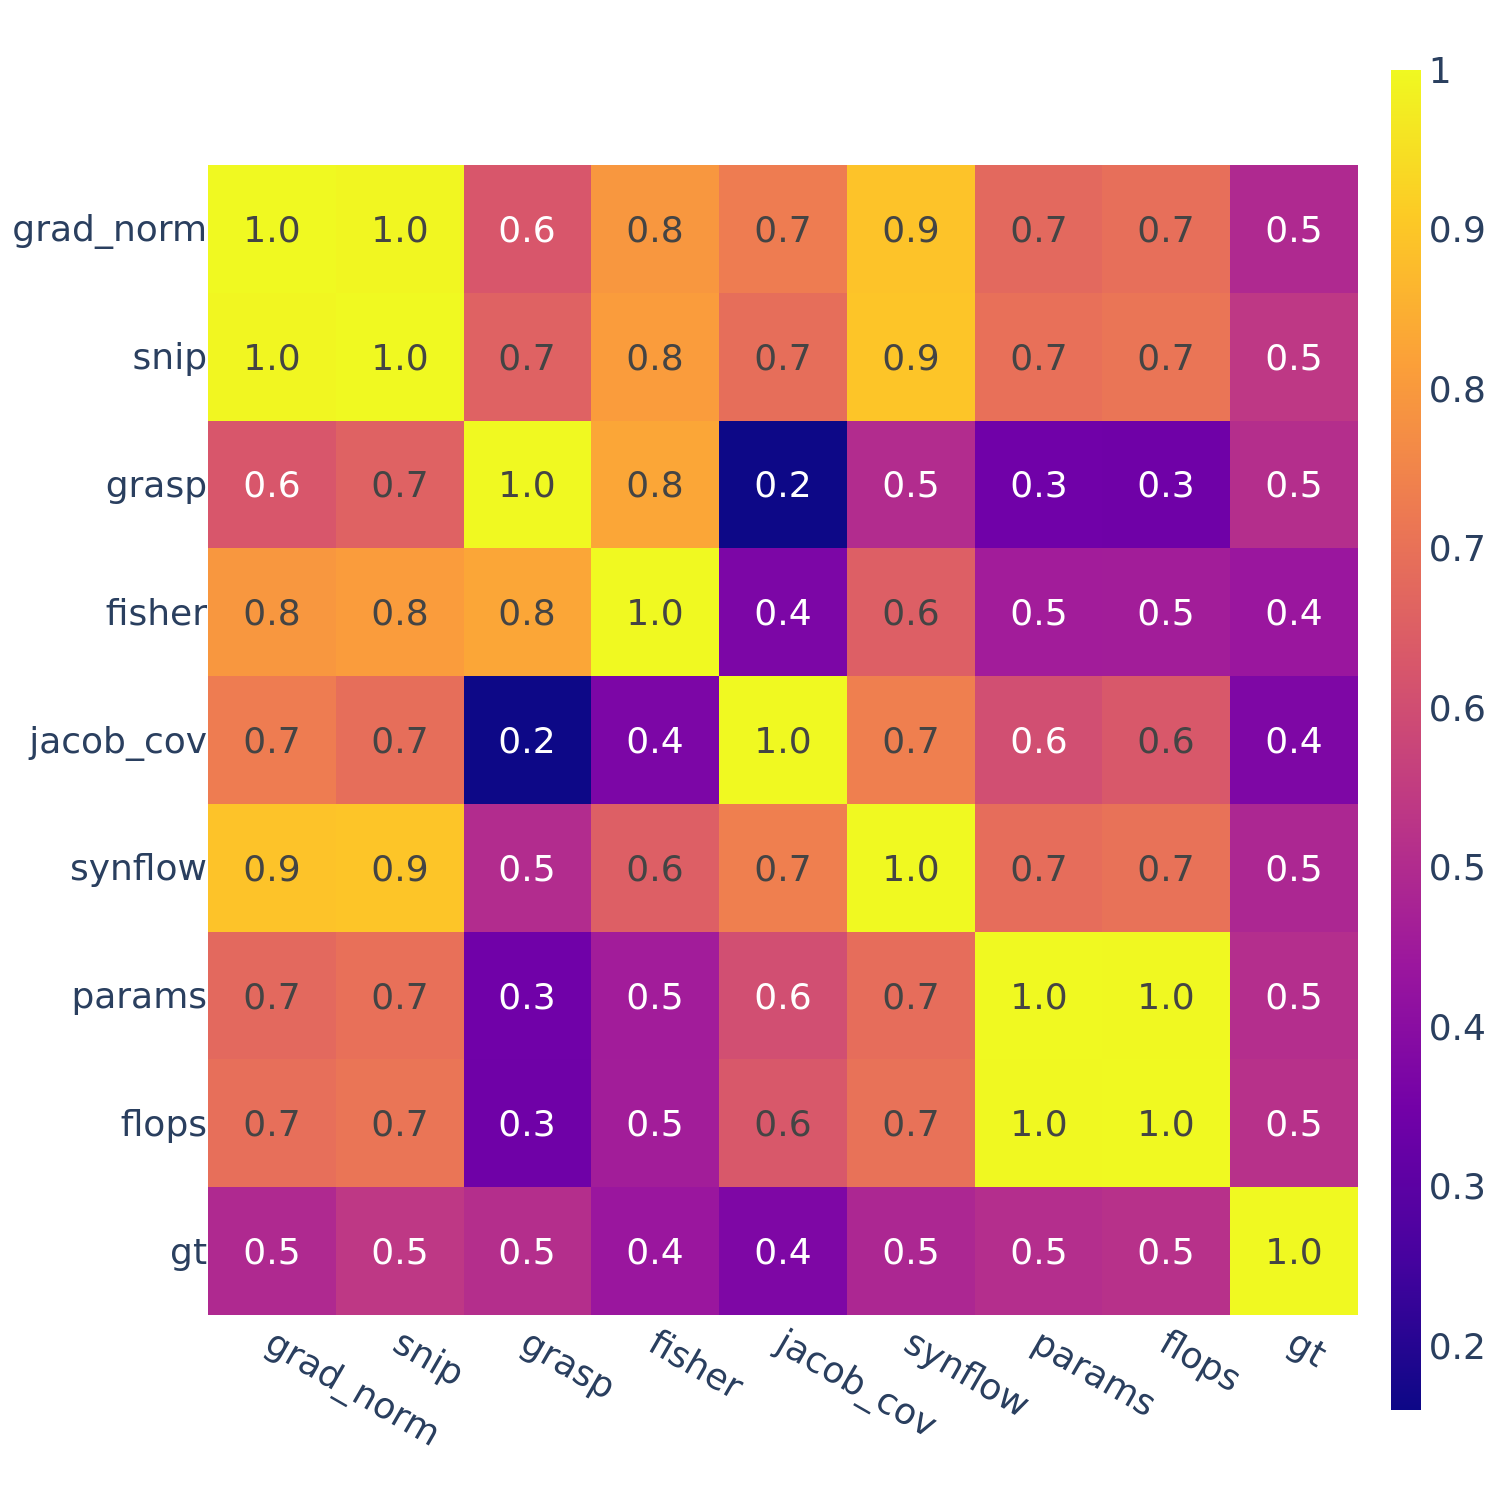 grad_norm 1.0 1.0 0.6 0.8 0.7 0.9 0.7 0.7 0.5
snip 1.0 1.0 0.7 0.8 0.7 0.9 0.7 0.7 0.5
grasp 0.6 0.7 1.0 0.8 0.2 0.5 0.3 0.3 0.5
fisher 0.8 0.8 0.8 1.0 0.4 0.6 0.5 0.5 0.4
jacob_cov 0.7 0.7 0.2 0.4 1.0 0.7 0.6 0.6 0.4
synflow 0.9 0.9 0.5 0.6 0.7 1.0 0.7 0.7 0.5
params 0.7 0.7 0.3 0.5 0.6 0.7 1.0 1.0 0.5
flops 0.7 0.7 0.3 0.5 0.6 0.7 1.0 1.0 0.5
gt 0.5 0.5 0.5 0.4 0.4 0.5 0.5 0.5 1.0
grad_norm snip grasp fisher jacob_cov synflow params flops gt
1
0.9
0.8
0.7
0.6
0.5
0.4
0.3
0.2